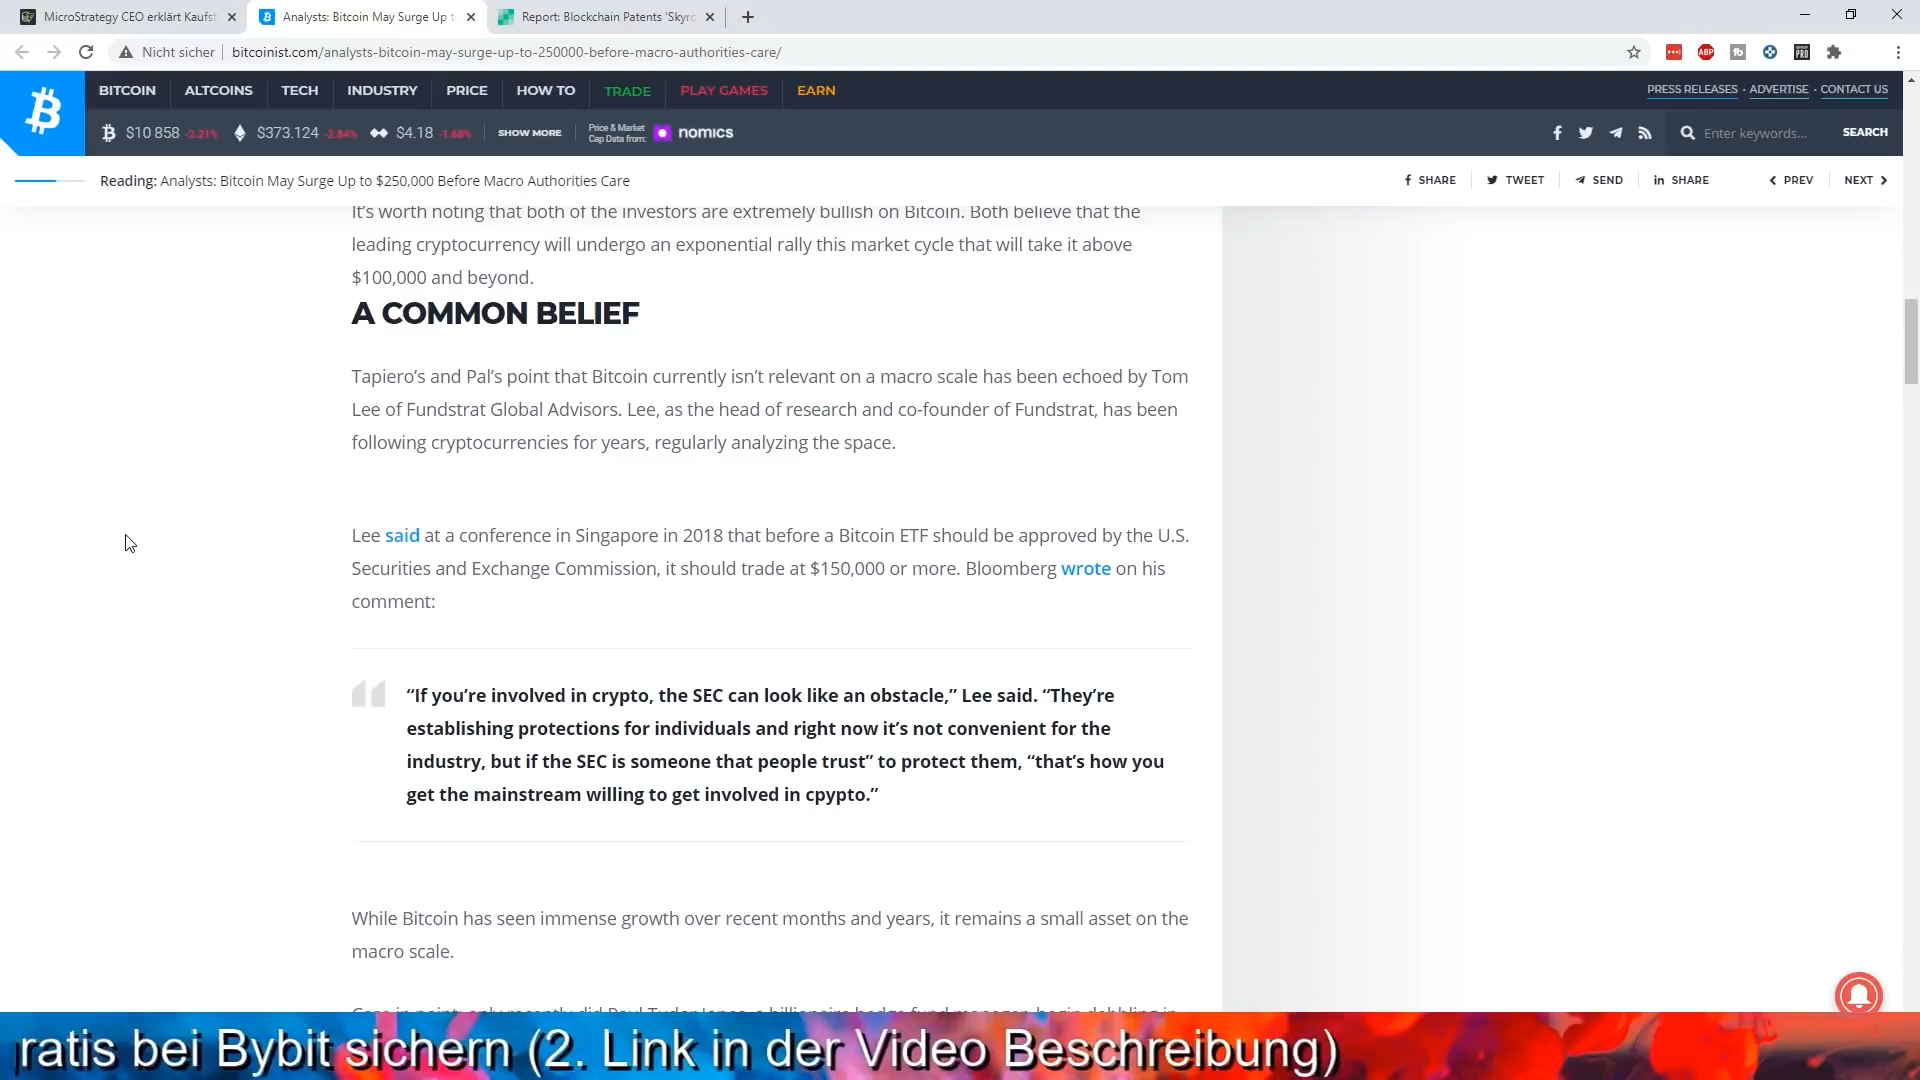 MicroStrategy CEO erklärt Kaufst
Analysts: Bitcoin May Surge Up t
Report: Blockchain Patents 'Skyrc
Nicht sicher
bitcoinist.com/analysts-bitcoin-may-surge-up-to-250000-before-macro-authorities-care/
ABP
BITCOIN ALTCOINS TECH INDUSTRY PRICE HOW TO TRADE PLAY GAMES EARN
PRESS RELEASES · ADVERTISE · CONTACT US
$10 858 -2.21% $373.124 -2.84% $4.18 -1.68% SHOW MORE
Price & Market
Cap Data from:
nomics
Enter keywords... SEARCH
Reading: Analysts: Bitcoin May Surge Up to $250,000 Before Macro Authorities Care
SHARE TWEET SEND SHARE PREV NEXT
It's worth noting that both of the investors are extremely bullish on Bitcoin. Both believe that the
leading cryptocurrency will undergo an exponential rally this market cycle that will take it above
$100,000 and beyond.
A COMMON BELIEF
Tapiero's and Pal's point that Bitcoin currently isn't relevant on a macro scale has been echoed by Tom
Lee of Fundstrat Global Advisors. Lee, as the head of research and co-founder of Fundstrat, has been
following cryptocurrencies for years, regularly analyzing the space.
Lee said at a conference in Singapore in 2018 that before a Bitcoin ETF should be approved by the U.S.
Securities and Exchange Commission, it should trade at $150,000 or more. Bloomberg wrote on his
comment:
“If you're involved in crypto, the SEC can look like an obstacle,” Lee said. “They're
establishing protections for individuals and right now it's not convenient for the
industry, but if the SEC is someone that people trust” to protect them, “that's how you
get the mainstream willing to get involved in cpypto.”
While Bitcoin has seen immense growth over recent months and years, it remains a small asset on the
macro scale.
ratis bei Bybit sichern (2. Link in der Video Beschreibung)